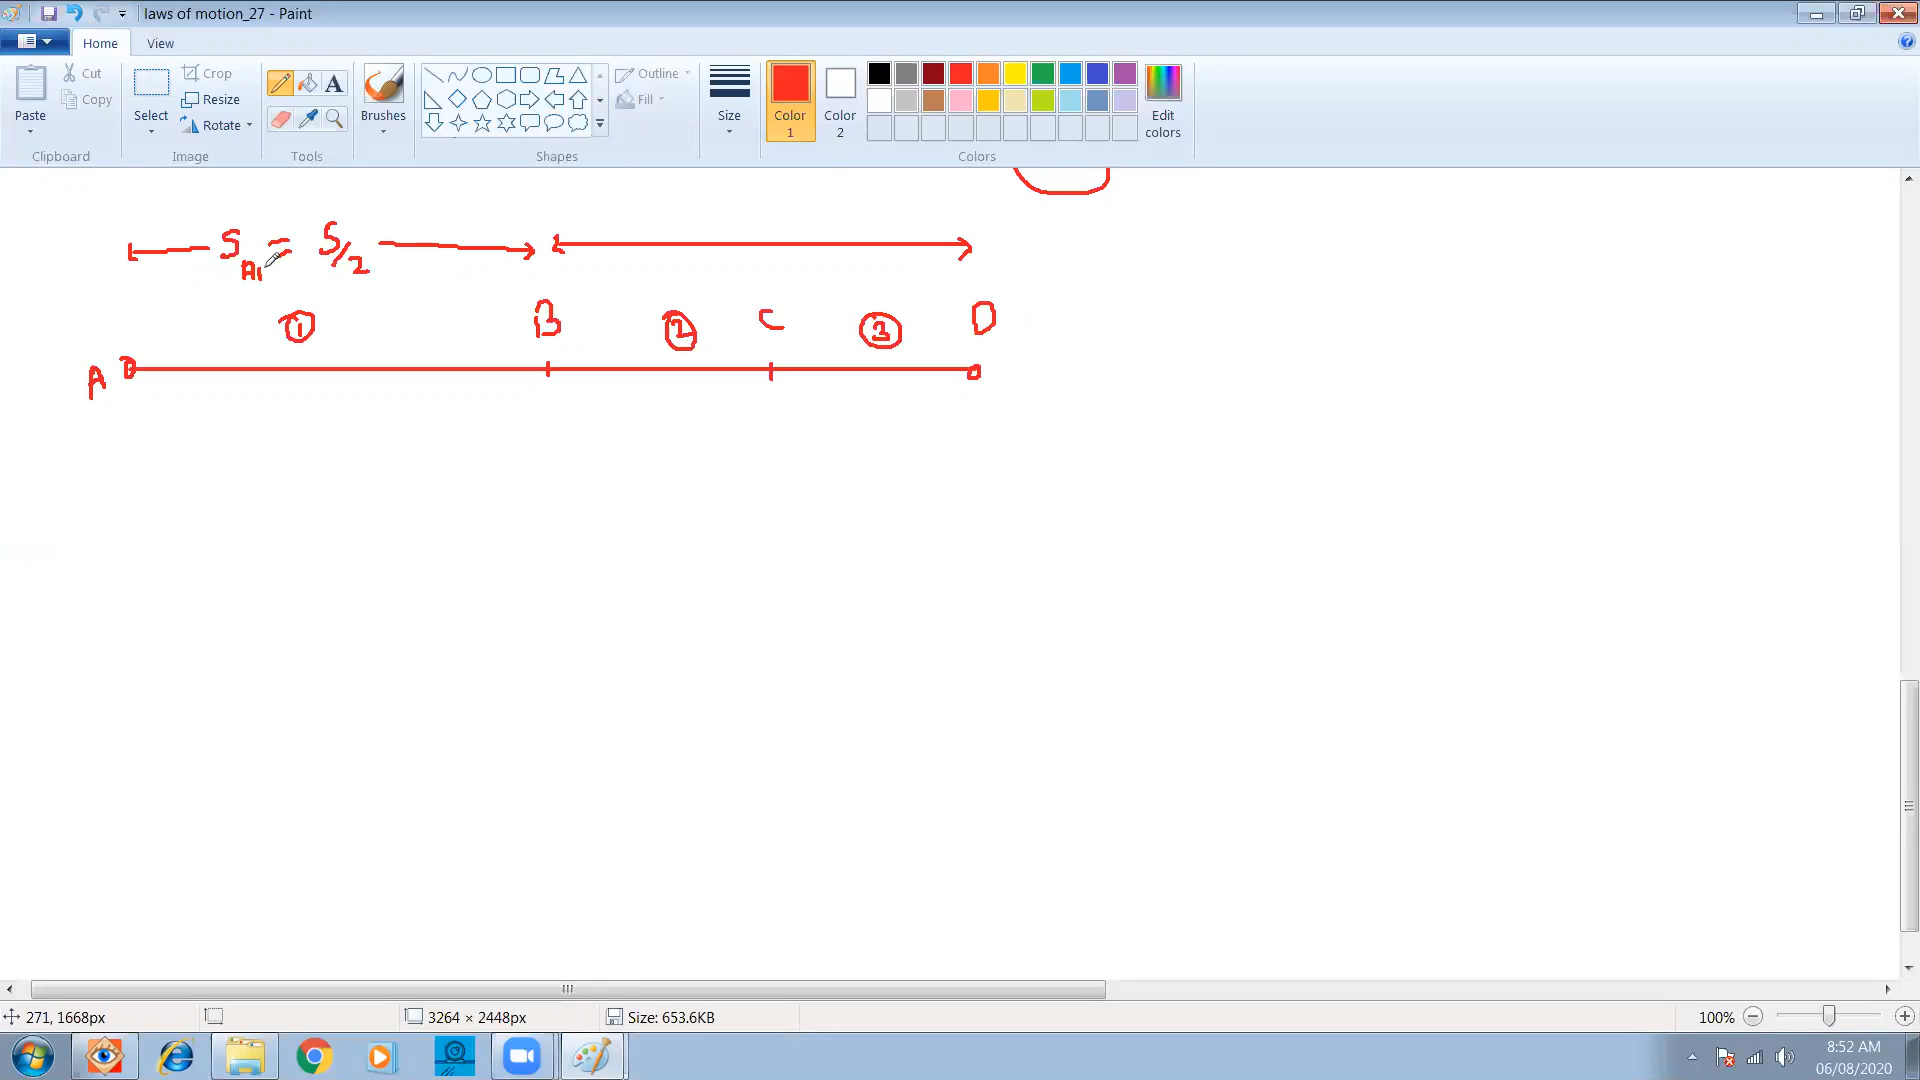 laws of motion_27 - Paint
Home View
Paste
Cut
Copy
Clipboard
Select
Crop
Resize
Rotate
Image
Tools
Brushes
Shapes
Outline
Fill
Size
Color 1
Color 2
Edit colors
Colors
S = S/2
① B ② C ③ D
A
271, 1668px
3264 × 2448px
Size: 653.6KB
100%
8:52 AM
06/08/2020